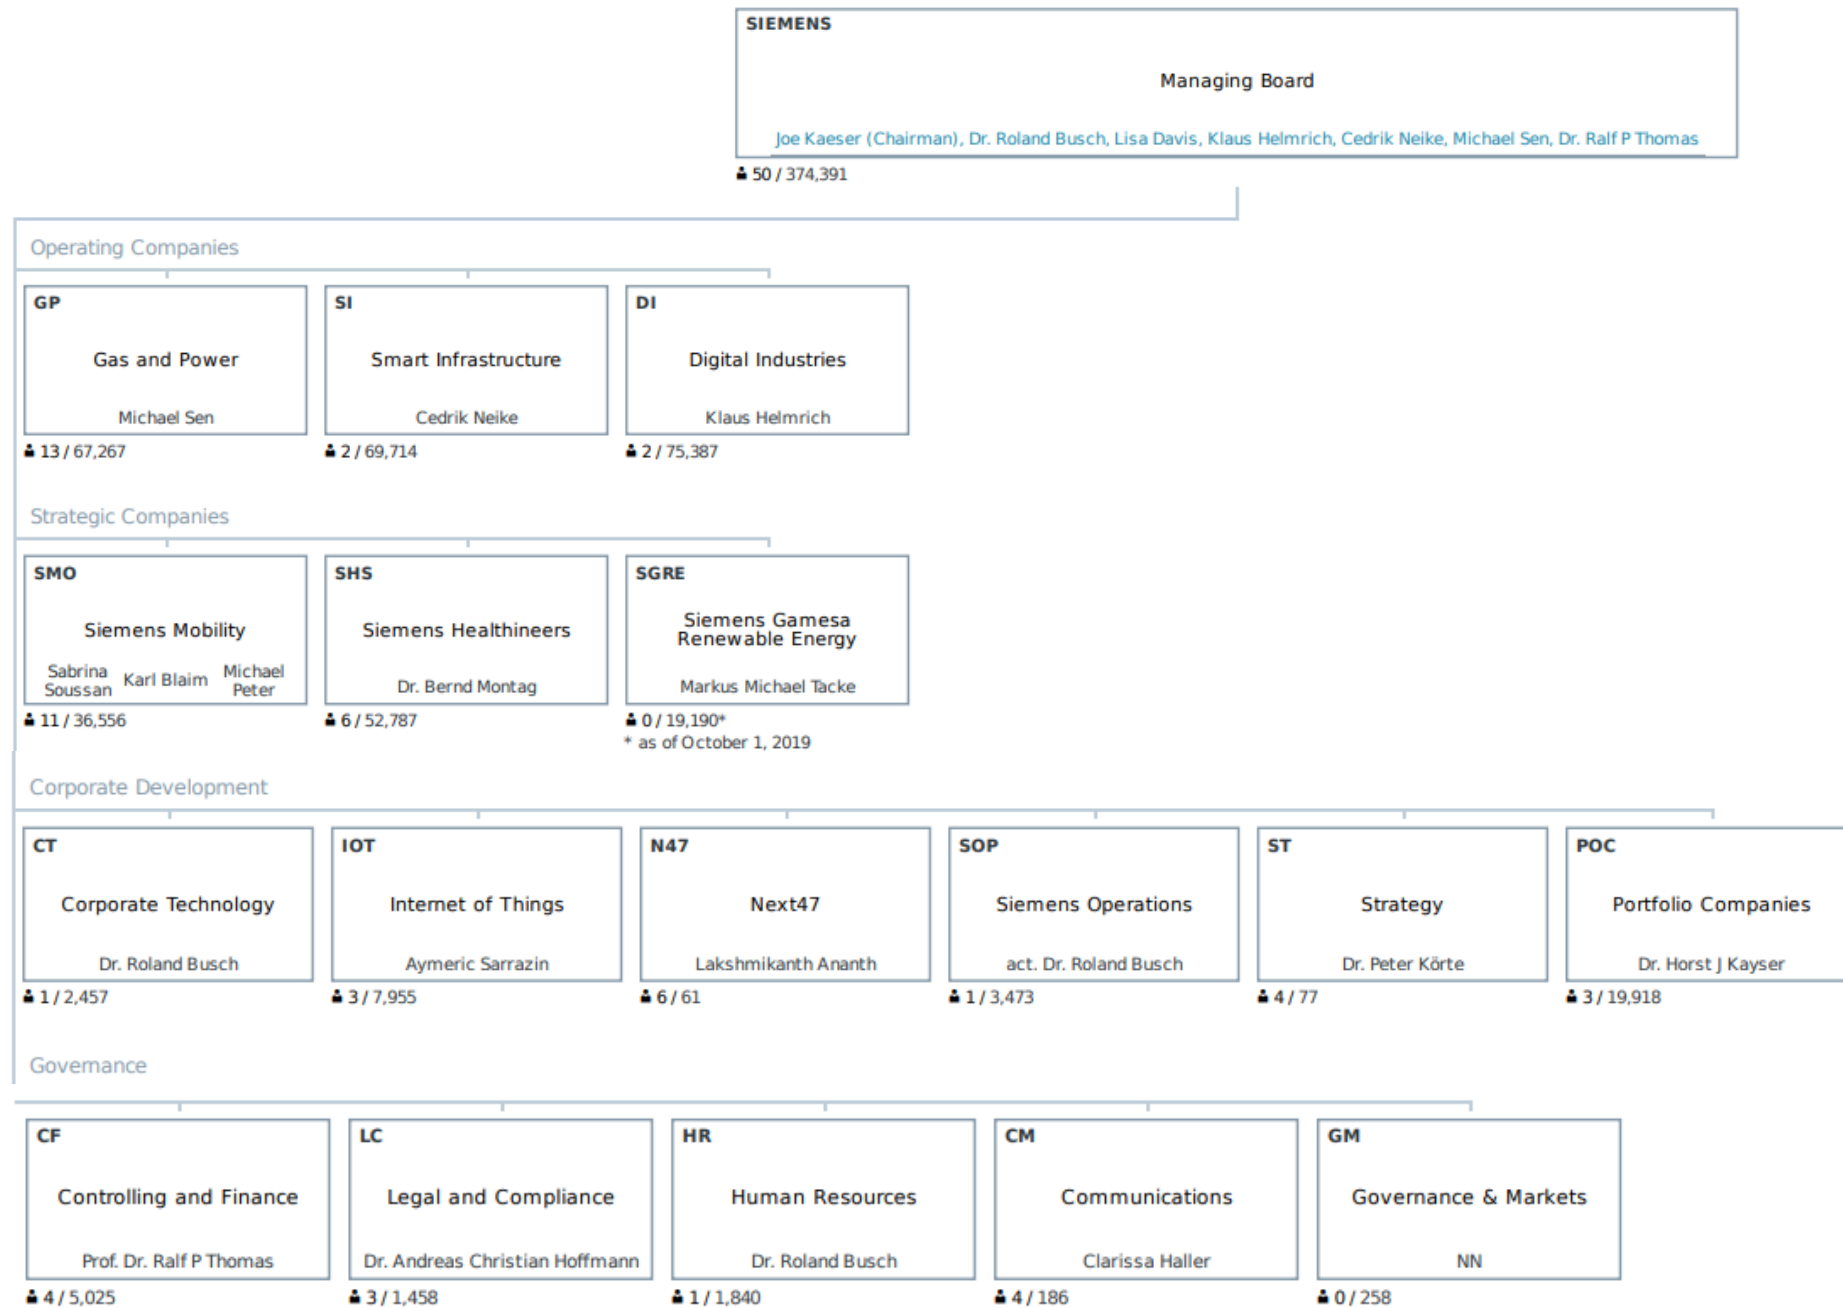 SIEMENS
Managing Board
Joe Kaeser (Chairman), Dr. Roland Busch, Lisa Davis, Klaus Helmrich, Cedrik Neike, Michael Sen, Dr. Ralf P Thomas
50 / 374,391
Operating Companies
GP
Gas and Power
Michael Sen
13 / 67,267
SI
Smart Infrastructure
Cedrik Neike
2 / 69,714
DI
Digital Industries
Klaus Helmrich
2 / 75,387
Strategic Companies
SMO
Siemens Mobility
Sabrina Soussan
Karl Blaim
Michael Peter
11 / 36,556
SHS
Siemens Healthineers
Dr. Bernd Montag
6 / 52,787
SGRE
Siemens Gamesa
Renewable Energy
Markus Michael Tacke
0 / 19,190*
* as of October 1, 2019
Corporate Development
CT
Corporate Technology
Dr. Roland Busch
1 / 2,457
IOT
Internet of Things
Aymeric Sarrazin
3 / 7,955
N47
Next47
Lakshmikanth Ananth
6 / 61
SOP
Siemens Operations
act. Dr. Roland Busch
1 / 3,473
ST
Strategy
Dr. Peter Körte
4 / 77
POC
Portfolio Companies
Dr. Horst J Kayser
3 / 19,918
Governance
CF
Controlling and Finance
Prof. Dr. Ralf P Thomas
4 / 5,025
LC
Legal and Compliance
Dr. Andreas Christian Hoffmann
3 / 1,458
HR
Human Resources
Dr. Roland Busch
1 / 1,840
CM
Communications
Clarissa Haller
4 / 186
GM
Governance & Markets
NN
0 / 258